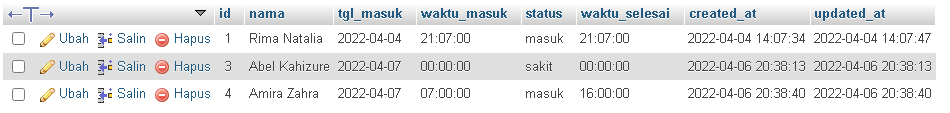 id nama tgl_masuk waktu_masuk status waktu_selesai created_at updated_at
Ubah Salin Hapus 1 Rima Natalia 2022-04-04 21:07:00 masuk 21:07:00 2022-04-04 14:07:34 2022-04-04 14:07:47
Ubah Salin Hapus 3 Abel Kahizure 2022-04-07 00:00:00 sakit 00:00:00 2022-04-06 20:38:13 2022-04-06 20:38:13
Ubah Salin Hapus 4 Amira Zahra 2022-04-07 07:00:00 masuk 16:00:00 2022-04-06 20:38:40 2022-04-06 20:38:40